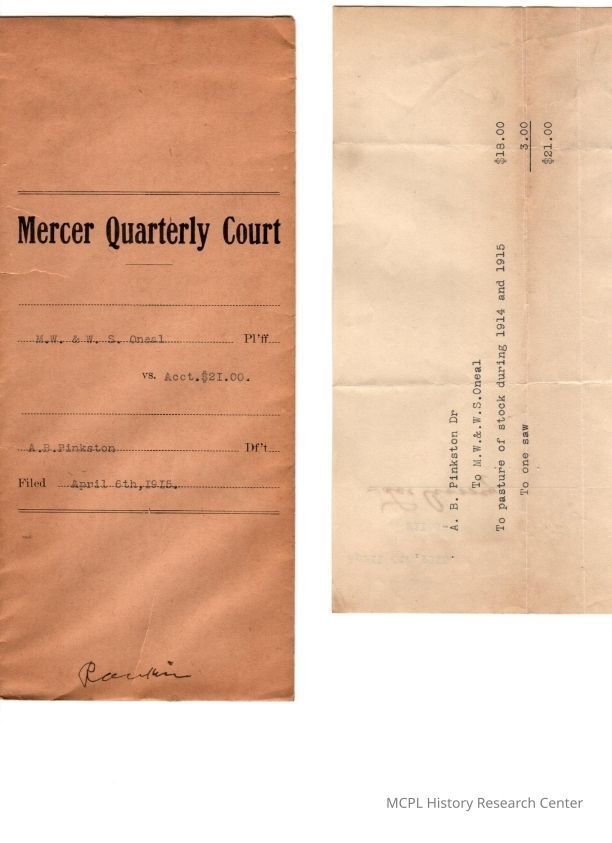 Mercer Quarterly Court
M.W. & W. S. Oneal Pl'ff.
vs. Acct.$21.00.
A.B.Pinkston Df't.
Filed April 6th,1915.
Rankin
A. B. Pinkston Dr
To M.W.&.W.S.Oneal
To pasture of stock during 1914 and 1915 $18.00
To one saw 3.00
$21.00
MCPL History Research Center